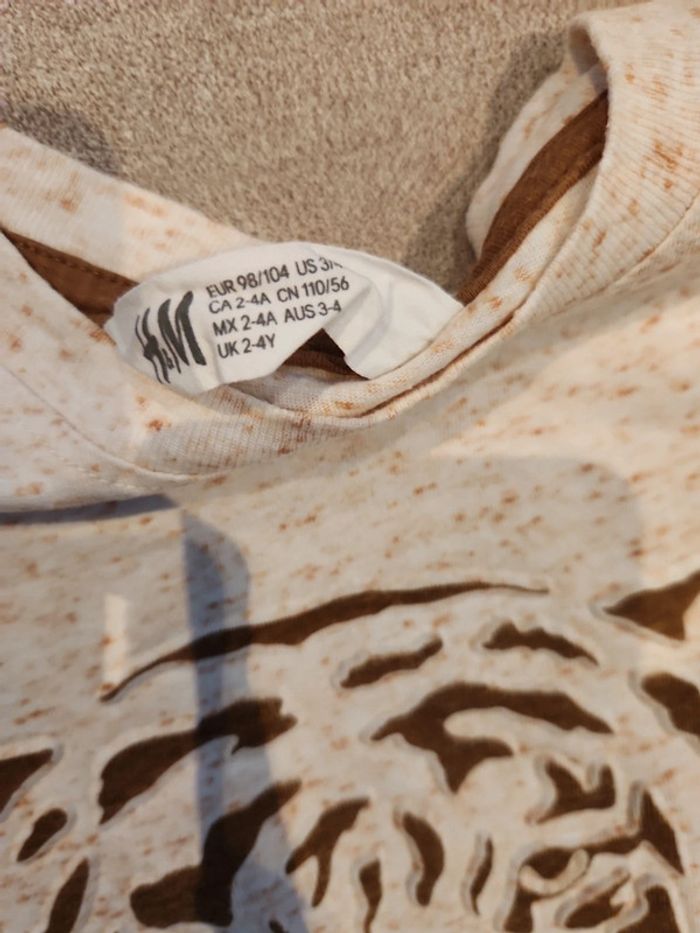 H&M
EUR 98/104 US
CA 2-4A CN 110/56
MX 2-4A AUS 3-4
UK 2-4Y